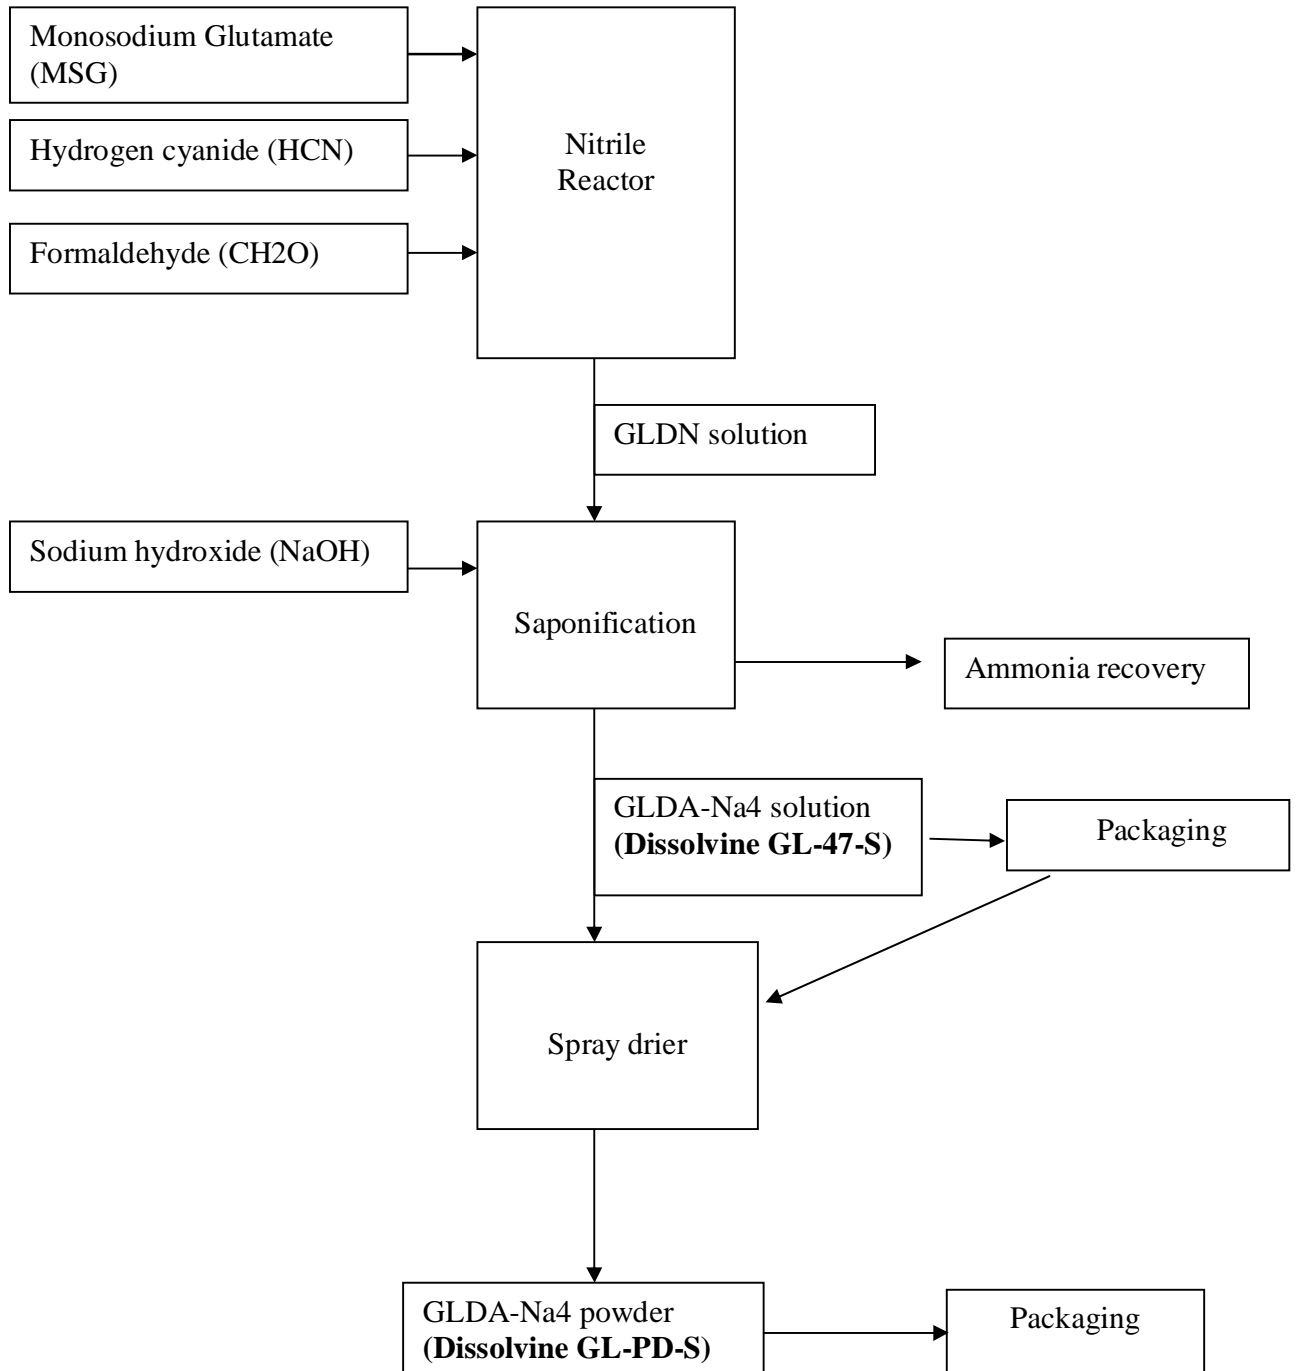 Monosodium Glutamate
(MSG)
Hydrogen cyanide (HCN)
Formaldehyde (CH2O)
Nitrile
Reactor
GLDN solution
Sodium hydroxide (NaOH)
Saponification
Ammonia recovery
GLDA-Na4 solution
(Dissolvine GL-47-S)
Packaging
Spray drier
GLDA-Na4 powder
(Dissolvine GL-PD-S)
Packaging